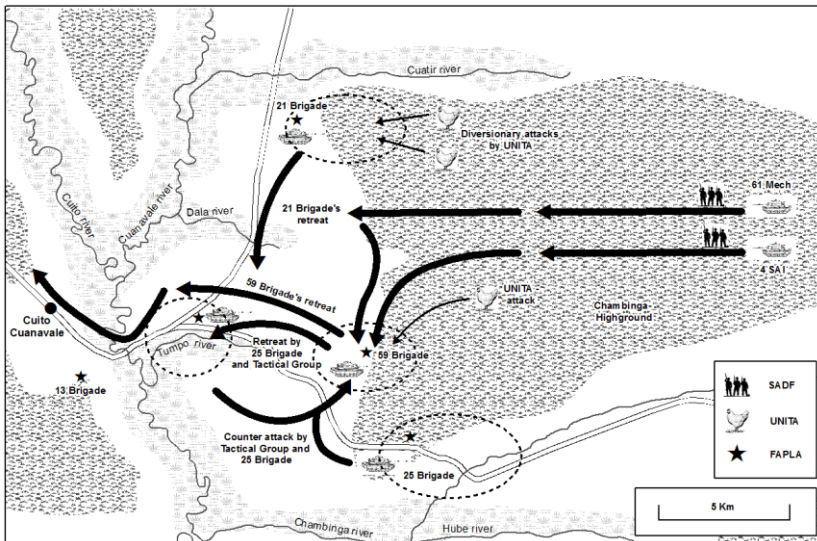 Cuatir river
21 Brigade
Diversionary attacks
by UNITA
61 Mech
Cuito river
Cuanavale river
Dala river
21 Brigade's
retreat
4 SAI
59 Brigade's retreat
UNITA
attack
Chambinga-
Highground
Cuito
Cuanavale
Tumpo river
Retreat by
25 Brigade
and Tactical Group
59 Brigade
13 Brigade
Counter attack by
Tactical Group and
25 Brigade
25 Brigade
SADF
UNITA
FAPLA
5 Km
Chambinga river
Hube river